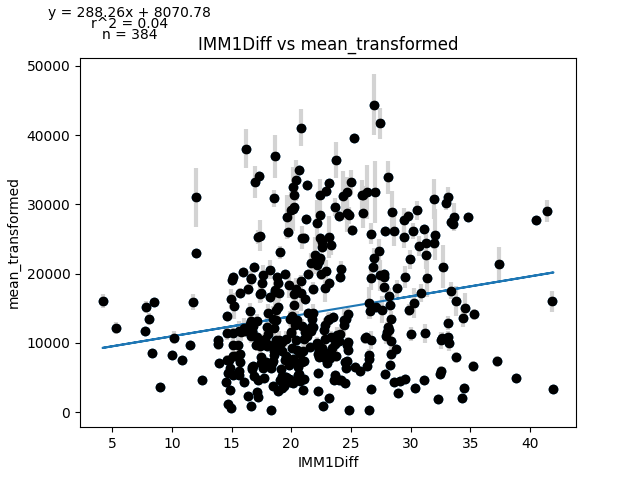 y = 288.26x + 8070.78
r^2 = 0.04
n = 384
IMM1Diff vs mean_transformed
mean_transformed
50000
40000
30000
20000
10000
0
5
10
15
20
25
30
35
40
IMM1Diff